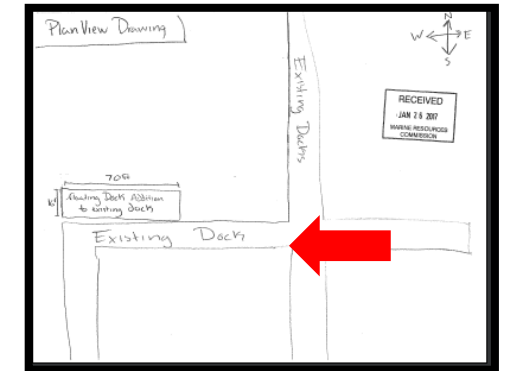 Plan View Drawing
N
W E
S
Existing Docks
RECEIVED
JAN 26 2017
MARINE RESOURCES
COMMISSION
70ft
floating Dock Addition
to existing dock
Existing Dock